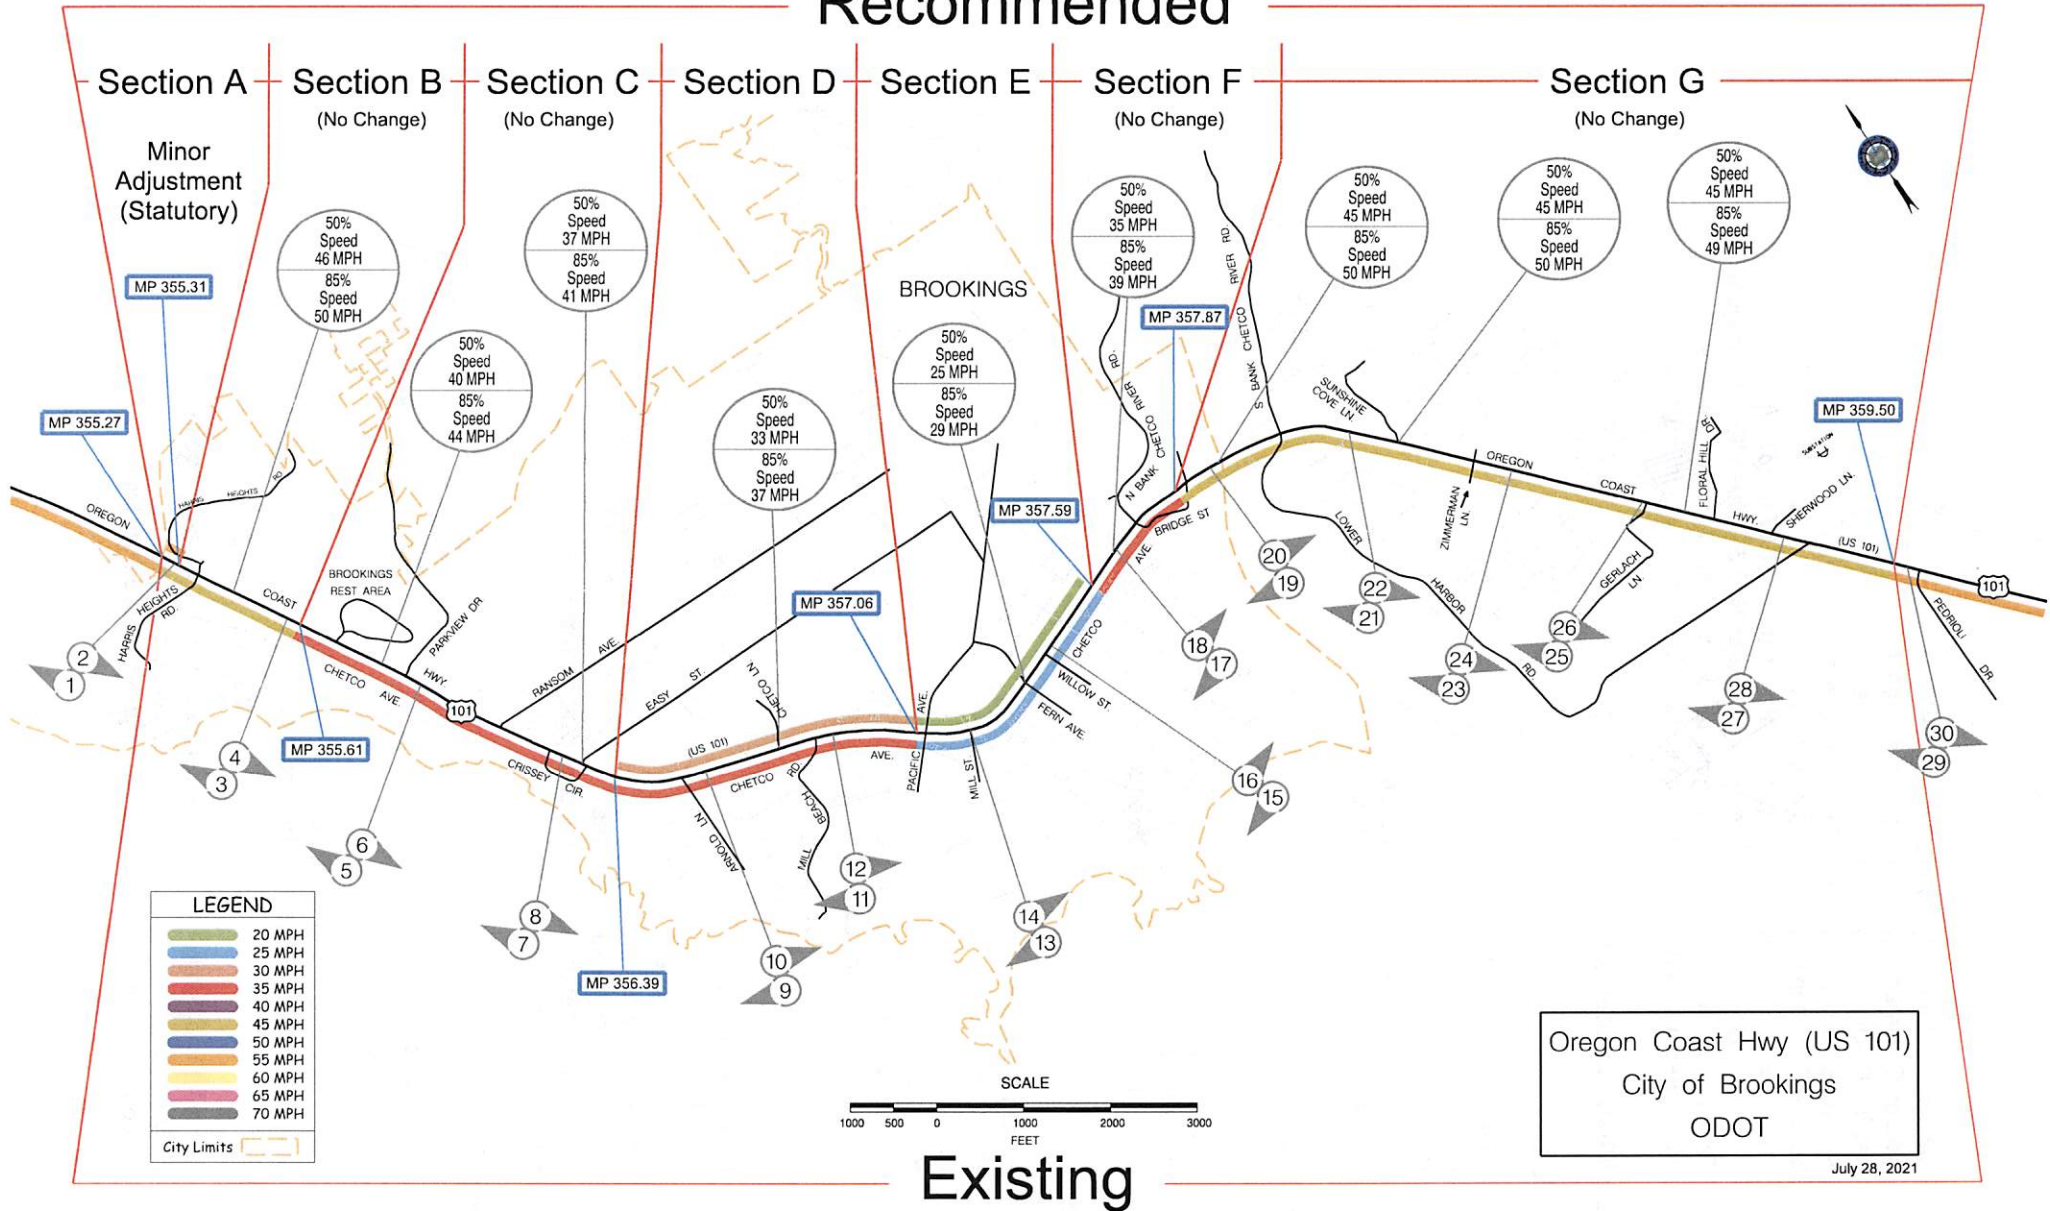 Recommended
Section A
Section B
Section C
Section D
Section E
Section F
Section G
(No Change)
(No Change)
(No Change)
(No Change)
Minor
Adjustment
(Statutory)
50%
Speed
46 MPH
85%
Speed
50 MPH
50%
Speed
40 MPH
85%
Speed
44 MPH
50%
Speed
37 MPH
85%
Speed
41 MPH
50%
Speed
33 MPH
85%
Speed
37 MPH
50%
Speed
25 MPH
85%
Speed
29 MPH
50%
Speed
35 MPH
85%
Speed
39 MPH
50%
Speed
45 MPH
85%
Speed
50 MPH
50%
Speed
45 MPH
85%
Speed
50 MPH
50%
Speed
45 MPH
85%
Speed
49 MPH
BROOKINGS
MP 355.31
MP 355.27
MP 355.61
MP 356.39
MP 357.06
MP 357.59
MP 357.87
MP 359.50
OREGON
HEIGHTS RD.
HARRIS
HEIGHTS
RD.
COAST
BROOKINGS
REST AREA
PARKVIEW DR
HWY
CHETCO AVE.
101
RANSOM AVE.
EASY ST.
CHETCO LN
CRISSEY
CIR.
(US 101)
CHETCO
AVE.
ARNOLD LN
MILL BEACH RD.
PACIFIC AVE.
MILL ST.
FERN AVE.
WILLOW ST.
CHETCO AVE.
BRIDGE ST
N BANK CHETCO RIVER RD.
S BANK CHETCO RIVER RD.
SUNSHINE
COVE LN.
LOWER HARBOR RD.
ZIMMERMAN
LN.
OREGON
COAST
HWY.
(US 101)
GERLACH
LN
FLORAL HILL DR.
SUBSTATION
SHERWOOD LN.
PEDRIOLI DR
101
2
1
4
3
6
5
8
7
10
9
12
11
14
13
16
15
18
17
20
19
22
21
24
23
26
25
28
27
30
29
LEGEND
20 MPH
25 MPH
30 MPH
35 MPH
40 MPH
45 MPH
50 MPH
55 MPH
60 MPH
65 MPH
70 MPH
City Limits
SCALE
1000 500 0 1000 2000 3000
FEET
Existing
Oregon Coast Hwy (US 101)
City of Brookings
ODOT
July 28, 2021